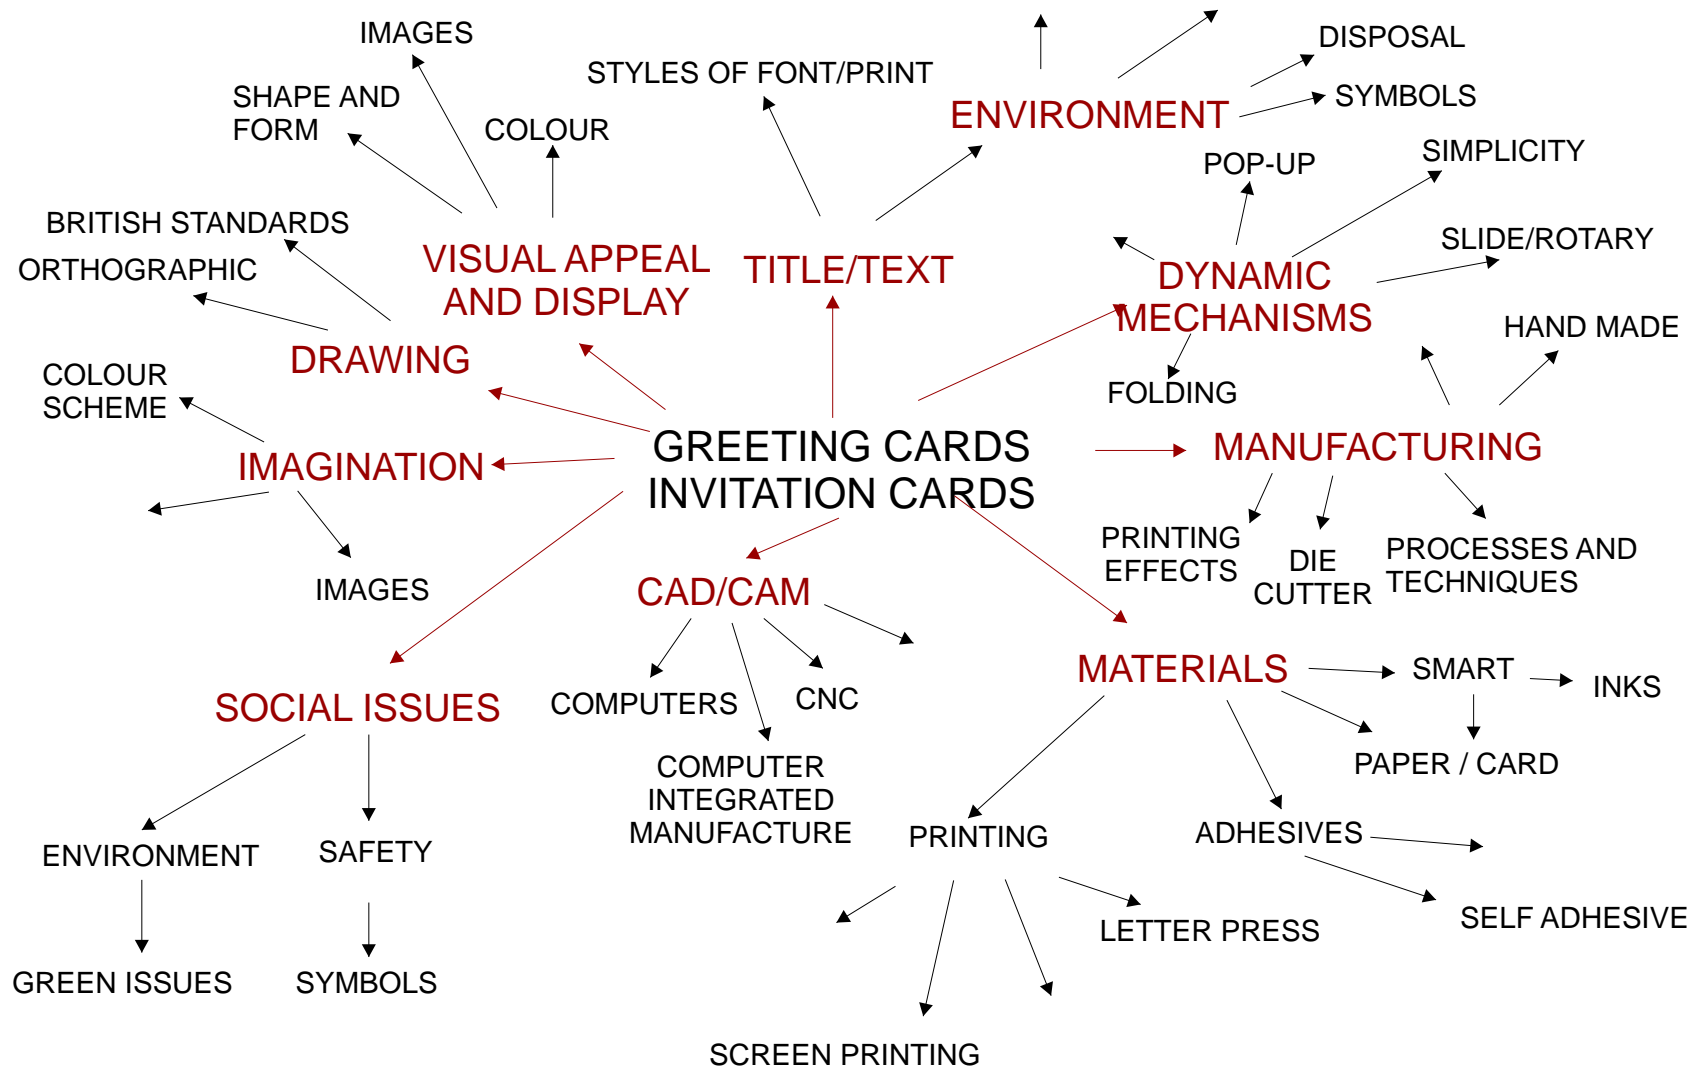 IMAGES
DISPOSAL
STYLES OF FONT/PRINT
SHAPE AND
FORM
SYMBOLS
ENVIRONMENT
COLOUR
SIMPLICITY
POP-UP
BRITISH STANDARDS
SLIDE/ROTARY
VISUAL APPEAL
AND DISPLAY
TITLE/TEXT
ORTHOGRAPHIC
DYNAMIC
MECHANISMS
HAND MADE
DRAWING
COLOUR
SCHEME
FOLDING
GREETING CARDS
INVITATION CARDS
MANUFACTURING
IMAGINATION
PRINTING
EFFECTS
DIE
CUTTER
PROCESSES AND
TECHNIQUES
IMAGES
CAD/CAM
MATERIALS
SMART
INKS
SOCIAL ISSUES
COMPUTERS
CNC
PAPER / CARD
COMPUTER
INTEGRATED
MANUFACTURE
PRINTING
ADHESIVES
ENVIRONMENT
SAFETY
LETTER PRESS
SELF ADHESIVE
GREEN ISSUES
SYMBOLS
SCREEN PRINTING